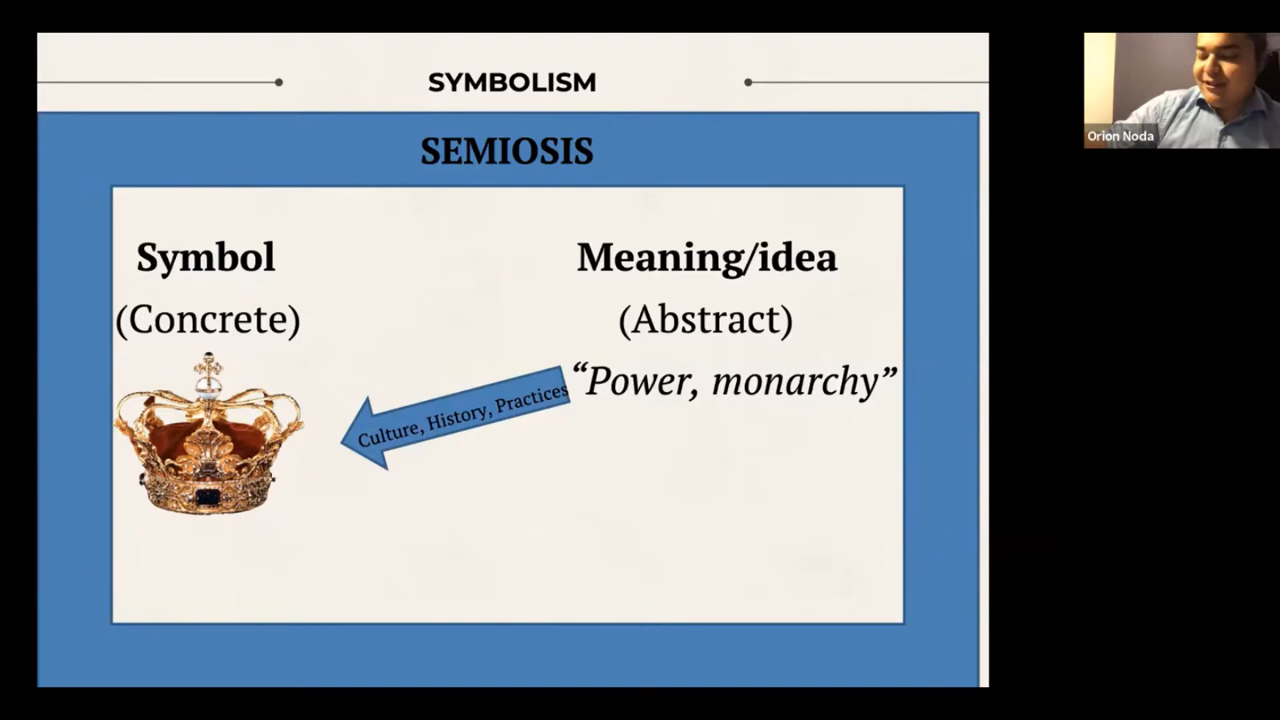 SYMBOLISM
SEMIOSIS
Symbol
(Concrete)
Meaning/idea
(Abstract)
“Power, monarchy”
Culture, History, Practices
Orion Noda